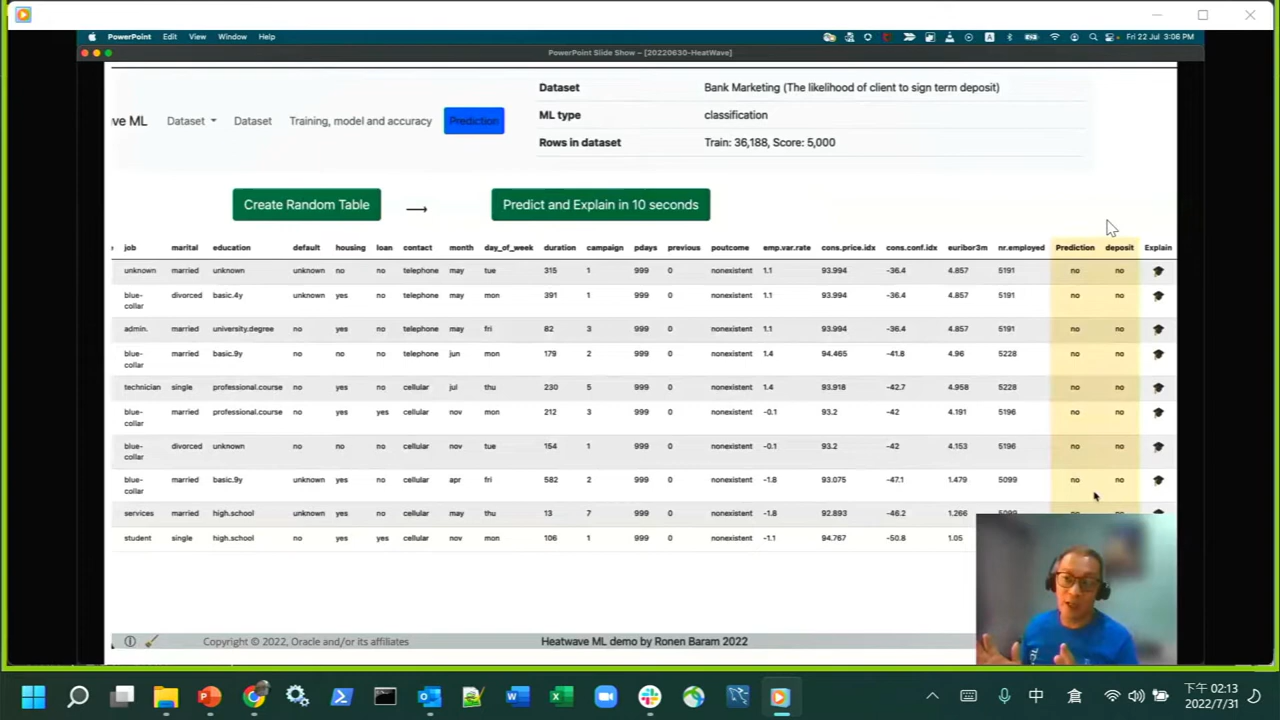 PowerPoint Edit View Window Help Fri 22 Jul 3:06 PM
PowerPoint Slide Show – [20220630-HeatWave]
Dataset Bank Marketing (The likelihood of client to sign term deposit)
ve ML Dataset Dataset Training, model and accuracy Prediction
ML type classification
Rows in dataset Train: 36,188, Score: 5,000
Create Random Table → Predict and Explain in 10 seconds
job marital education default housing loan contact month day_of_week duration campaign pdays previous poutcome emp.var.rate cons.price.idx cons.conf.idx euribor3m nr.employed Prediction deposit Explain
unknown married unknown unknown no no telephone may tue 315 1 999 0 nonexistent 1.1 93.994 -36.4 4.857 5191 no no
blue-
collar divorced basic.4y unknown yes no telephone may mon 391 1 999 0 nonexistent 1.1 93.994 -36.4 4.857 5191 no no
admin. married university.degree no yes no telephone may fri 82 3 999 0 nonexistent 1.1 93.994 -36.4 4.857 5191 no no
blue-
collar married basic.9y no no no telephone jun mon 179 2 999 0 nonexistent 1.4 94.465 -41.8 4.96 5228 no no
technician single professional.course no yes no cellular jul thu 230 5 999 0 nonexistent 1.4 93.918 -42.7 4.958 5228 no no
blue-
collar married professional.course no yes yes cellular nov mon 212 3 999 0 nonexistent -0.1 93.2 -42 4.191 5196 no no
blue-
collar divorced unknown no no no cellular nov tue 154 1 999 0 nonexistent -0.1 93.2 -42 4.153 5196 no no
blue-
collar married basic.9y unknown yes no cellular apr fri 582 2 999 0 nonexistent -1.8 93.075 -47.1 1.479 5099 no no
services married high.school unknown yes no cellular may thu 13 7 999 0 nonexistent -1.8 92.893 -46.2 1.266 5099 no no
student single high.school no yes yes cellular nov mon 106 1 999 0 nonexistent -1.1 94.767 -50.8 1.05
Copyright © 2022, Oracle and/or its affiliates Heatwave ML demo by Ronen Baram 2022
中 下午 02:13
2022/7/31